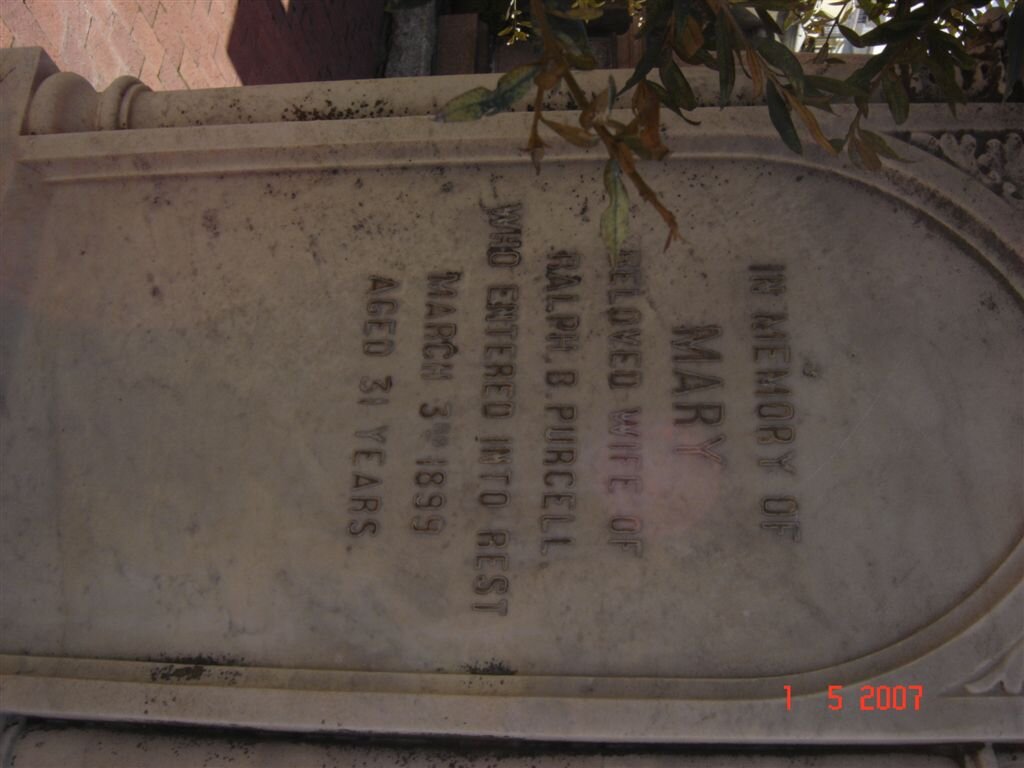 IN MEMORY OF
MARY
BELOVED WIFE OF
RALPH. B. PURCELL.
WHO ENTERED INTO REST
MARCH 3RD 1899
AGED 31 YEARS.
1 5 2007